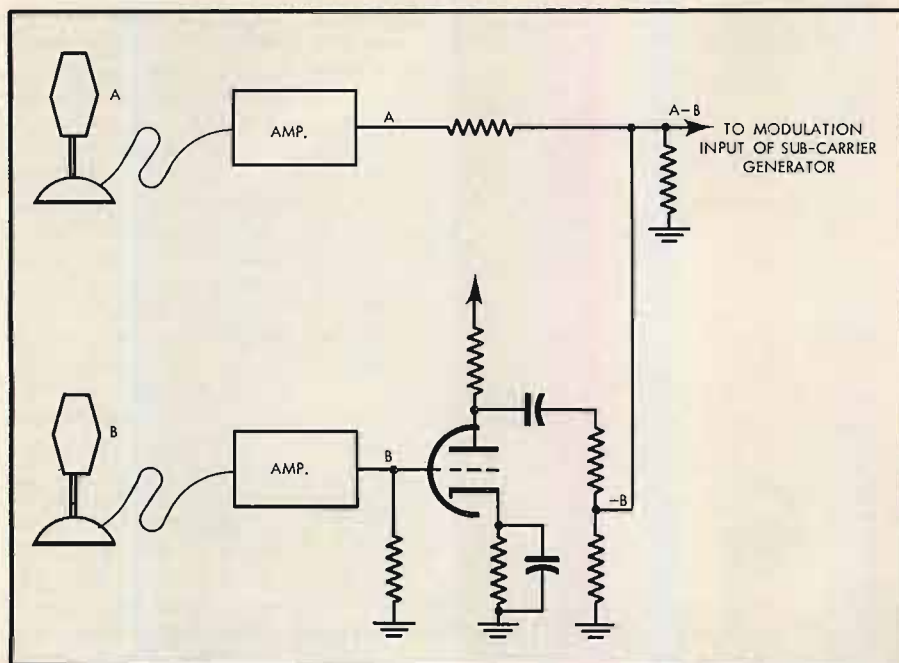 A
AMP.
A
A–B
TO MODULATION
INPUT OF SUB-CARRIER
GENERATOR
B
AMP.
B
–B